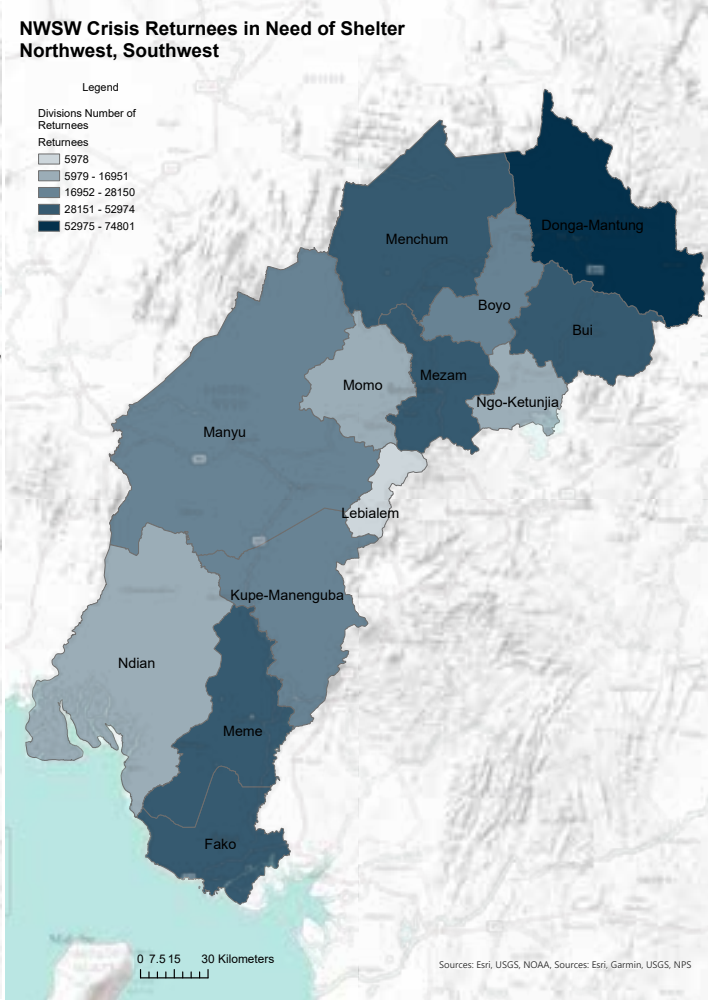 NWSW Crisis Returnees in Need of Shelter
Northwest, Southwest
Legend
Divisions Number of
Returnees
Returnees
5978
5979 - 16951
16952 - 28150
28151 - 52974
52975 - 74801
Donga-Mantung
Menchum
Boyo
Bui
Mezam
Momo
Ngo-Ketunjia
Manyu
Lebialem
Kupe-Manenguba
Ndian
Meme
Fako
0 7.5 15 30 Kilometers
Sources: Esri, USGS, NOAA, Sources: Esri, Garmin, USGS, NPS